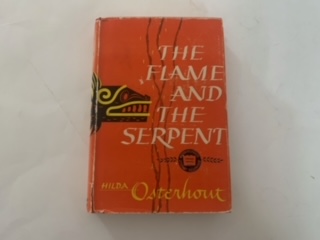 THE
FLAME
AND
THE
SERPENT
HILDA Osterhout